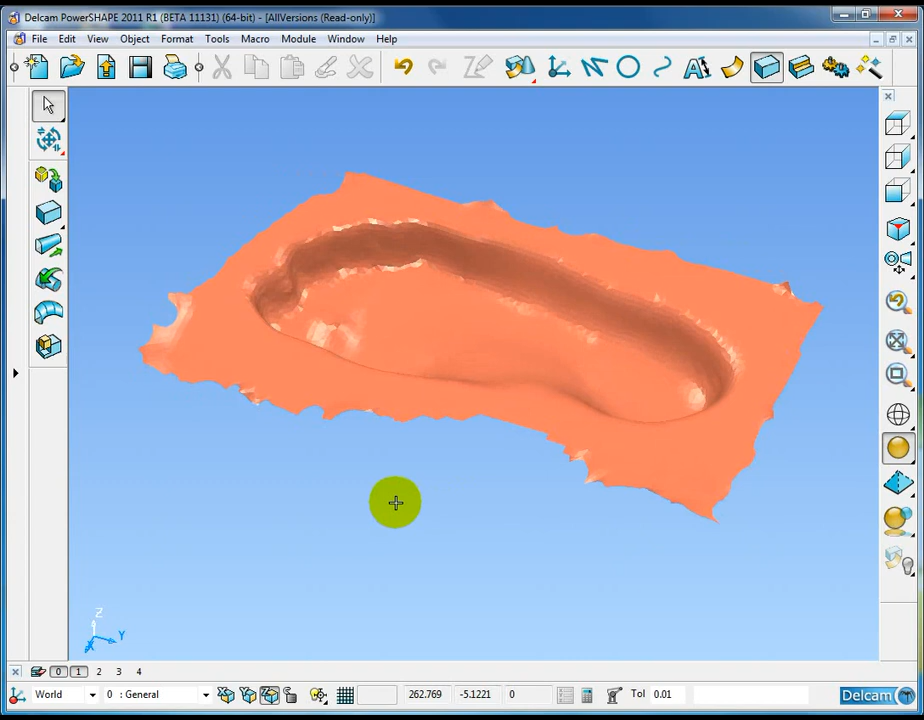 Delcam PowerSHAPE 2011 R1 (BETA 11131) (64-bit) - [AllVersions (Read-only)]
File Edit View Object Format Tools Macro Module Window Help
Z
Y
X
0 1 2 3 4
World 0 : General 262.769 -5.1221 0 Tol 0.01 Delcam